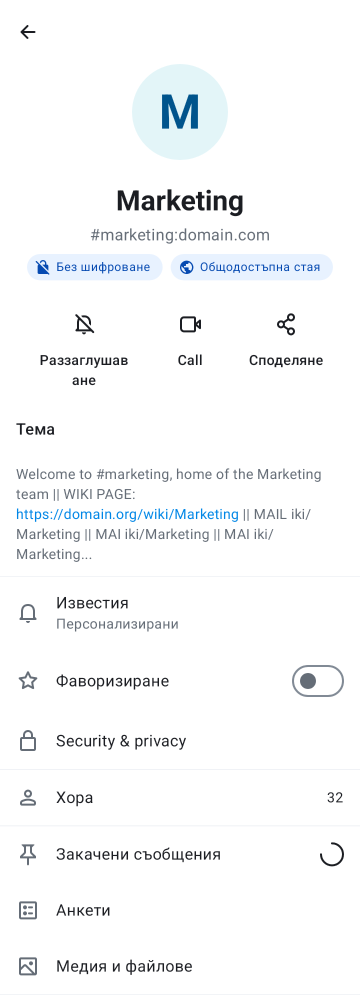 M
Marketing
#marketing:domain.com
Без шифроване
Общодостъпна стая
Раззаглушав
ане
Call
Споделяне
Тема
Welcome to #marketing, home of the Marketing
team || WIKI PAGE:
https://domain.org/wiki/Marketing || MAIL iki/
Marketing || MAI iki/Marketing || MAI iki/
Marketing...
Известия
Персонализирани
Фаворизиране
Security & privacy
Хора
32
Закачени съобщения
Анкети
Медия и файлове